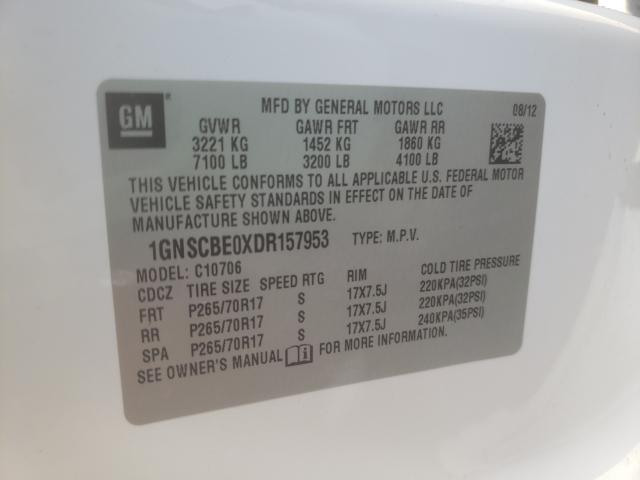 GM
MFD BY GENERAL MOTORS LLC 08/12
GVWR GAWR FRT GAWR RR
3221 KG 1452 KG 1860 KG
7100 LB 3200 LB 4100 LB
THIS VEHICLE CONFORMS TO ALL APPLICABLE U.S. FEDERAL MOTOR
VEHICLE SAFETY STANDARDS IN EFFECT ON THE DATE OF
MANUFACTURE SHOWN ABOVE.
1GNSCBE0XDR157953 TYPE: M.P.V.
MODEL: C10706
CDCZ TIRE SIZE SPEED RTG RIM COLD TIRE PRESSURE
FRT P265/70R17 S 17X7.5J 220KPA(32PSI)
RR P265/70R17 S 17X7.5J 220KPA(32PSI)
SPA P265/70R17 S 17X7.5J 240KPA(35PSI)
SEE OWNER'S MANUAL i FOR MORE INFORMATION.